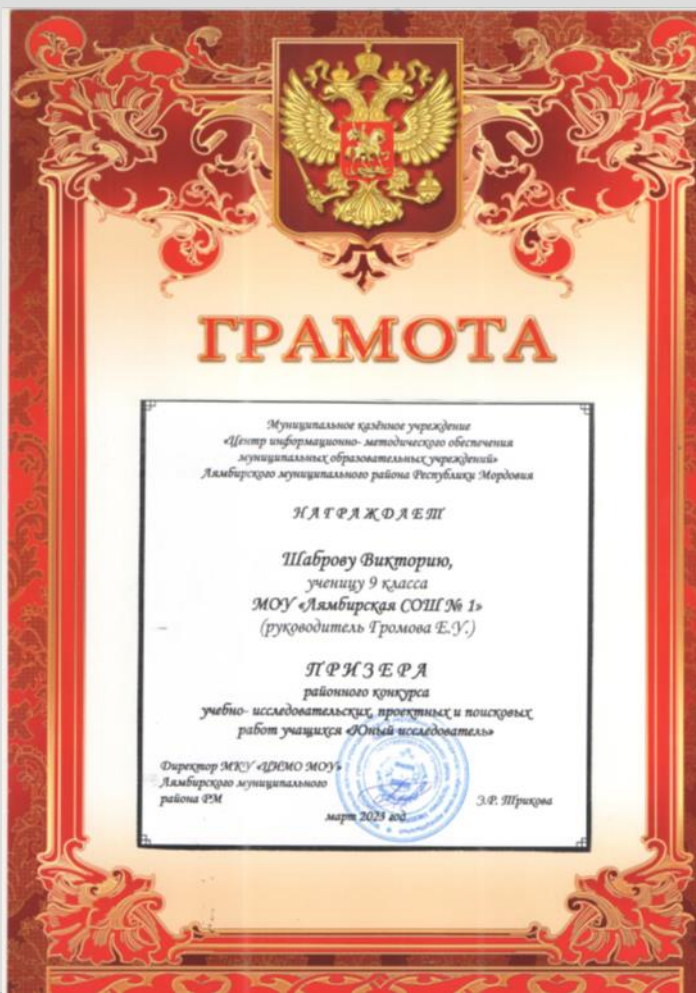 ГРАМОТА
Муниципальное казённое учреждение
«Центр информационно- методического обеспечения
муниципальных образовательных учреждений»
Лямбирского муниципального района Республики Мордовия
НАГРАЖДАЕТ
Шаброву Викторию,
ученицу 9 класса
МОУ «Лямбирская СОШ № 1»
(руководитель Громова Е.У.)
ПРИЗЕРА
районного конкурса
учебно- исследовательских, проектных и поисковых
работ учащихся «Юный исследователь»
Директор МКУ «ЦИМО МОУ»
Лямбирского муниципального
района РМ
Э.Р. Трикова
март 2023 год